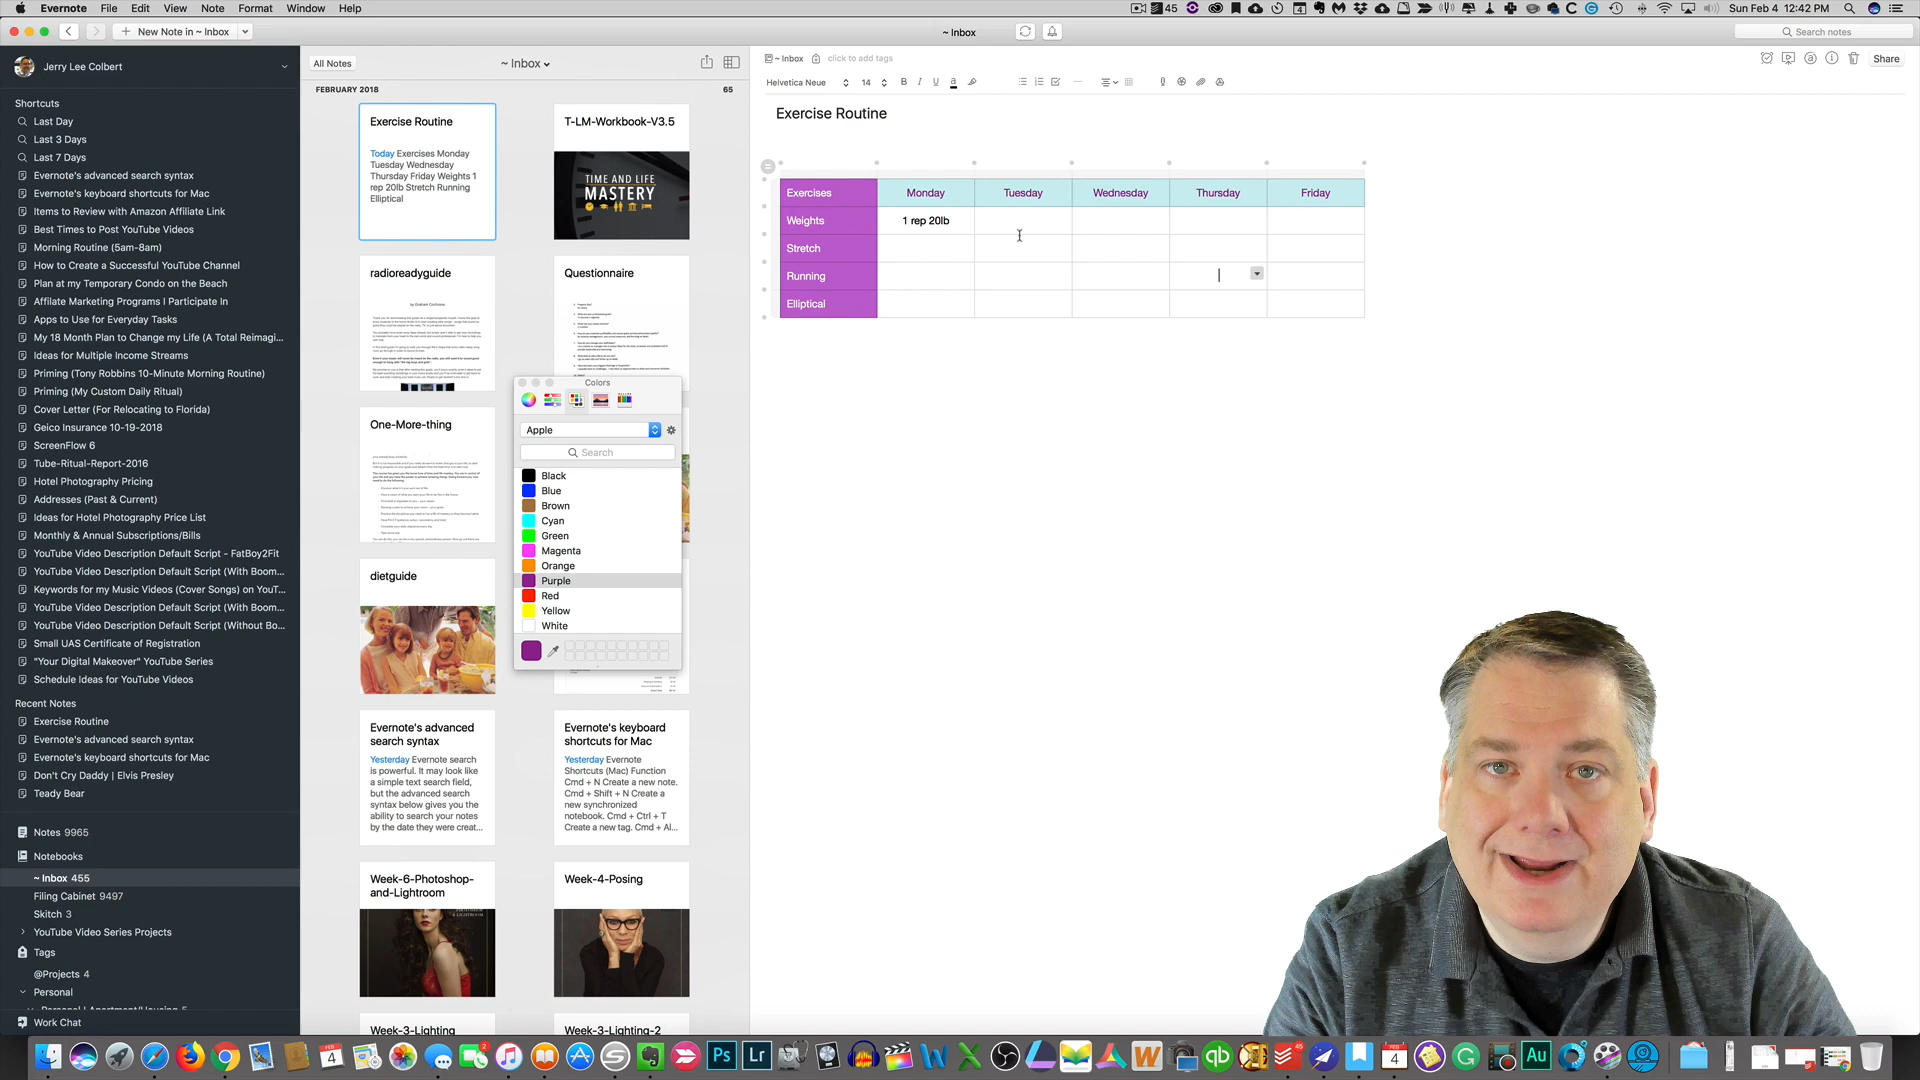 Evernote File Edit View Note Format Window Help
45
4
Sun Feb 4 12:42 PM
New Note in ~ Inbox
~ Inbox
Search notes
Jerry Lee Colbert
Shortcuts
Last Day
Last 3 Days
Last 7 Days
Evernote's advanced search syntax
Evernote's keyboard shortcuts for Mac
Items to Review with Amazon Affiliate Link
Best Times to Post YouTube Videos
Morning Routine (5am-8am)
How to Create a Successful YouTube Channel
Plan at my Temporary Condo on the Beach
Affilate Marketing Programs I Participate In
Apps to Use for Everyday Tasks
My 18 Month Plan to Change my Life (A Total Reimagi...
Ideas for Multiple Income Streams
Priming (Tony Robbins 10-Minute Morning Routine)
Priming (My Custom Daily Ritual)
Cover Letter (For Relocating to Florida)
Geico Insurance 10-19-2018
ScreenFlow 6
Tube-Ritual-Report-2016
Hotel Photography Pricing
Addresses (Past & Current)
Ideas for Hotel Photography Price List
Monthly & Annual Subscriptions/Bills
YouTube Video Description Default Script - FatBoy2Fit
YouTube Video Description Default Script (With Boom...
Keywords for my Music Videos (Cover Songs) on YouT...
YouTube Video Description Default Script (With Boom...
YouTube Video Description Default Script (Without Bo...
Small UAS Certificate of Registration
"Your Digital Makeover" YouTube Series
Schedule Ideas for YouTube Videos
Recent Notes
Exercise Routine
Evernote's advanced search syntax
Evernote's keyboard shortcuts for Mac
Don't Cry Daddy | Elvis Presley
Teady Bear
Notes 9965
Notebooks
~ Inbox 455
Filing Cabinet 9497
Skitch 3
YouTube Video Series Projects
Tags
@Projects 4
Personal
Work Chat
All Notes
~ Inbox
FEBRUARY 2018
65
Exercise Routine
Today Exercises Monday
Tuesday Wednesday
Thursday Friday Weights 1
rep 20lb Stretch Running
Elliptical
T-LM-Workbook-V3.5
TIME AND LIFE
MASTERY
radioreadyguide
by Graham Cochrane
Questionnaire
One-More-thing
dietguide
Evernote's advanced
search syntax
Yesterday Evernote search
is powerful. It may look like
a simple text search field,
but the advanced search
syntax below gives you the
ability to search your notes
by the date they were creat...
Evernote's keyboard
shortcuts for Mac
Yesterday Evernote
Shortcuts (Mac) Function
Cmd + N Create a new note.
Cmd + Shift + N Create a
new synchronized
notebook. Cmd + Ctrl + T
Create a new tag. Cmd + Al...
Week-6-Photoshop-
and-Lightroom
Week-4-Posing
Week-3-Lighting
Week-3-Lighting-2
Colors
Apple
Search
Black
Blue
Brown
Cyan
Green
Magenta
Orange
Purple
Red
Yellow
White
~ Inbox
click to add tags
Share
Helvetica Neue 14 B I U a
Exercise Routine
Exercises Monday Tuesday Wednesday Thursday Friday
Weights 1 rep 20lb
Stretch
Running
Elliptical
FEB
4
2
Ps
Lr
W
X
W
qb
45
FEB
4
G
Au